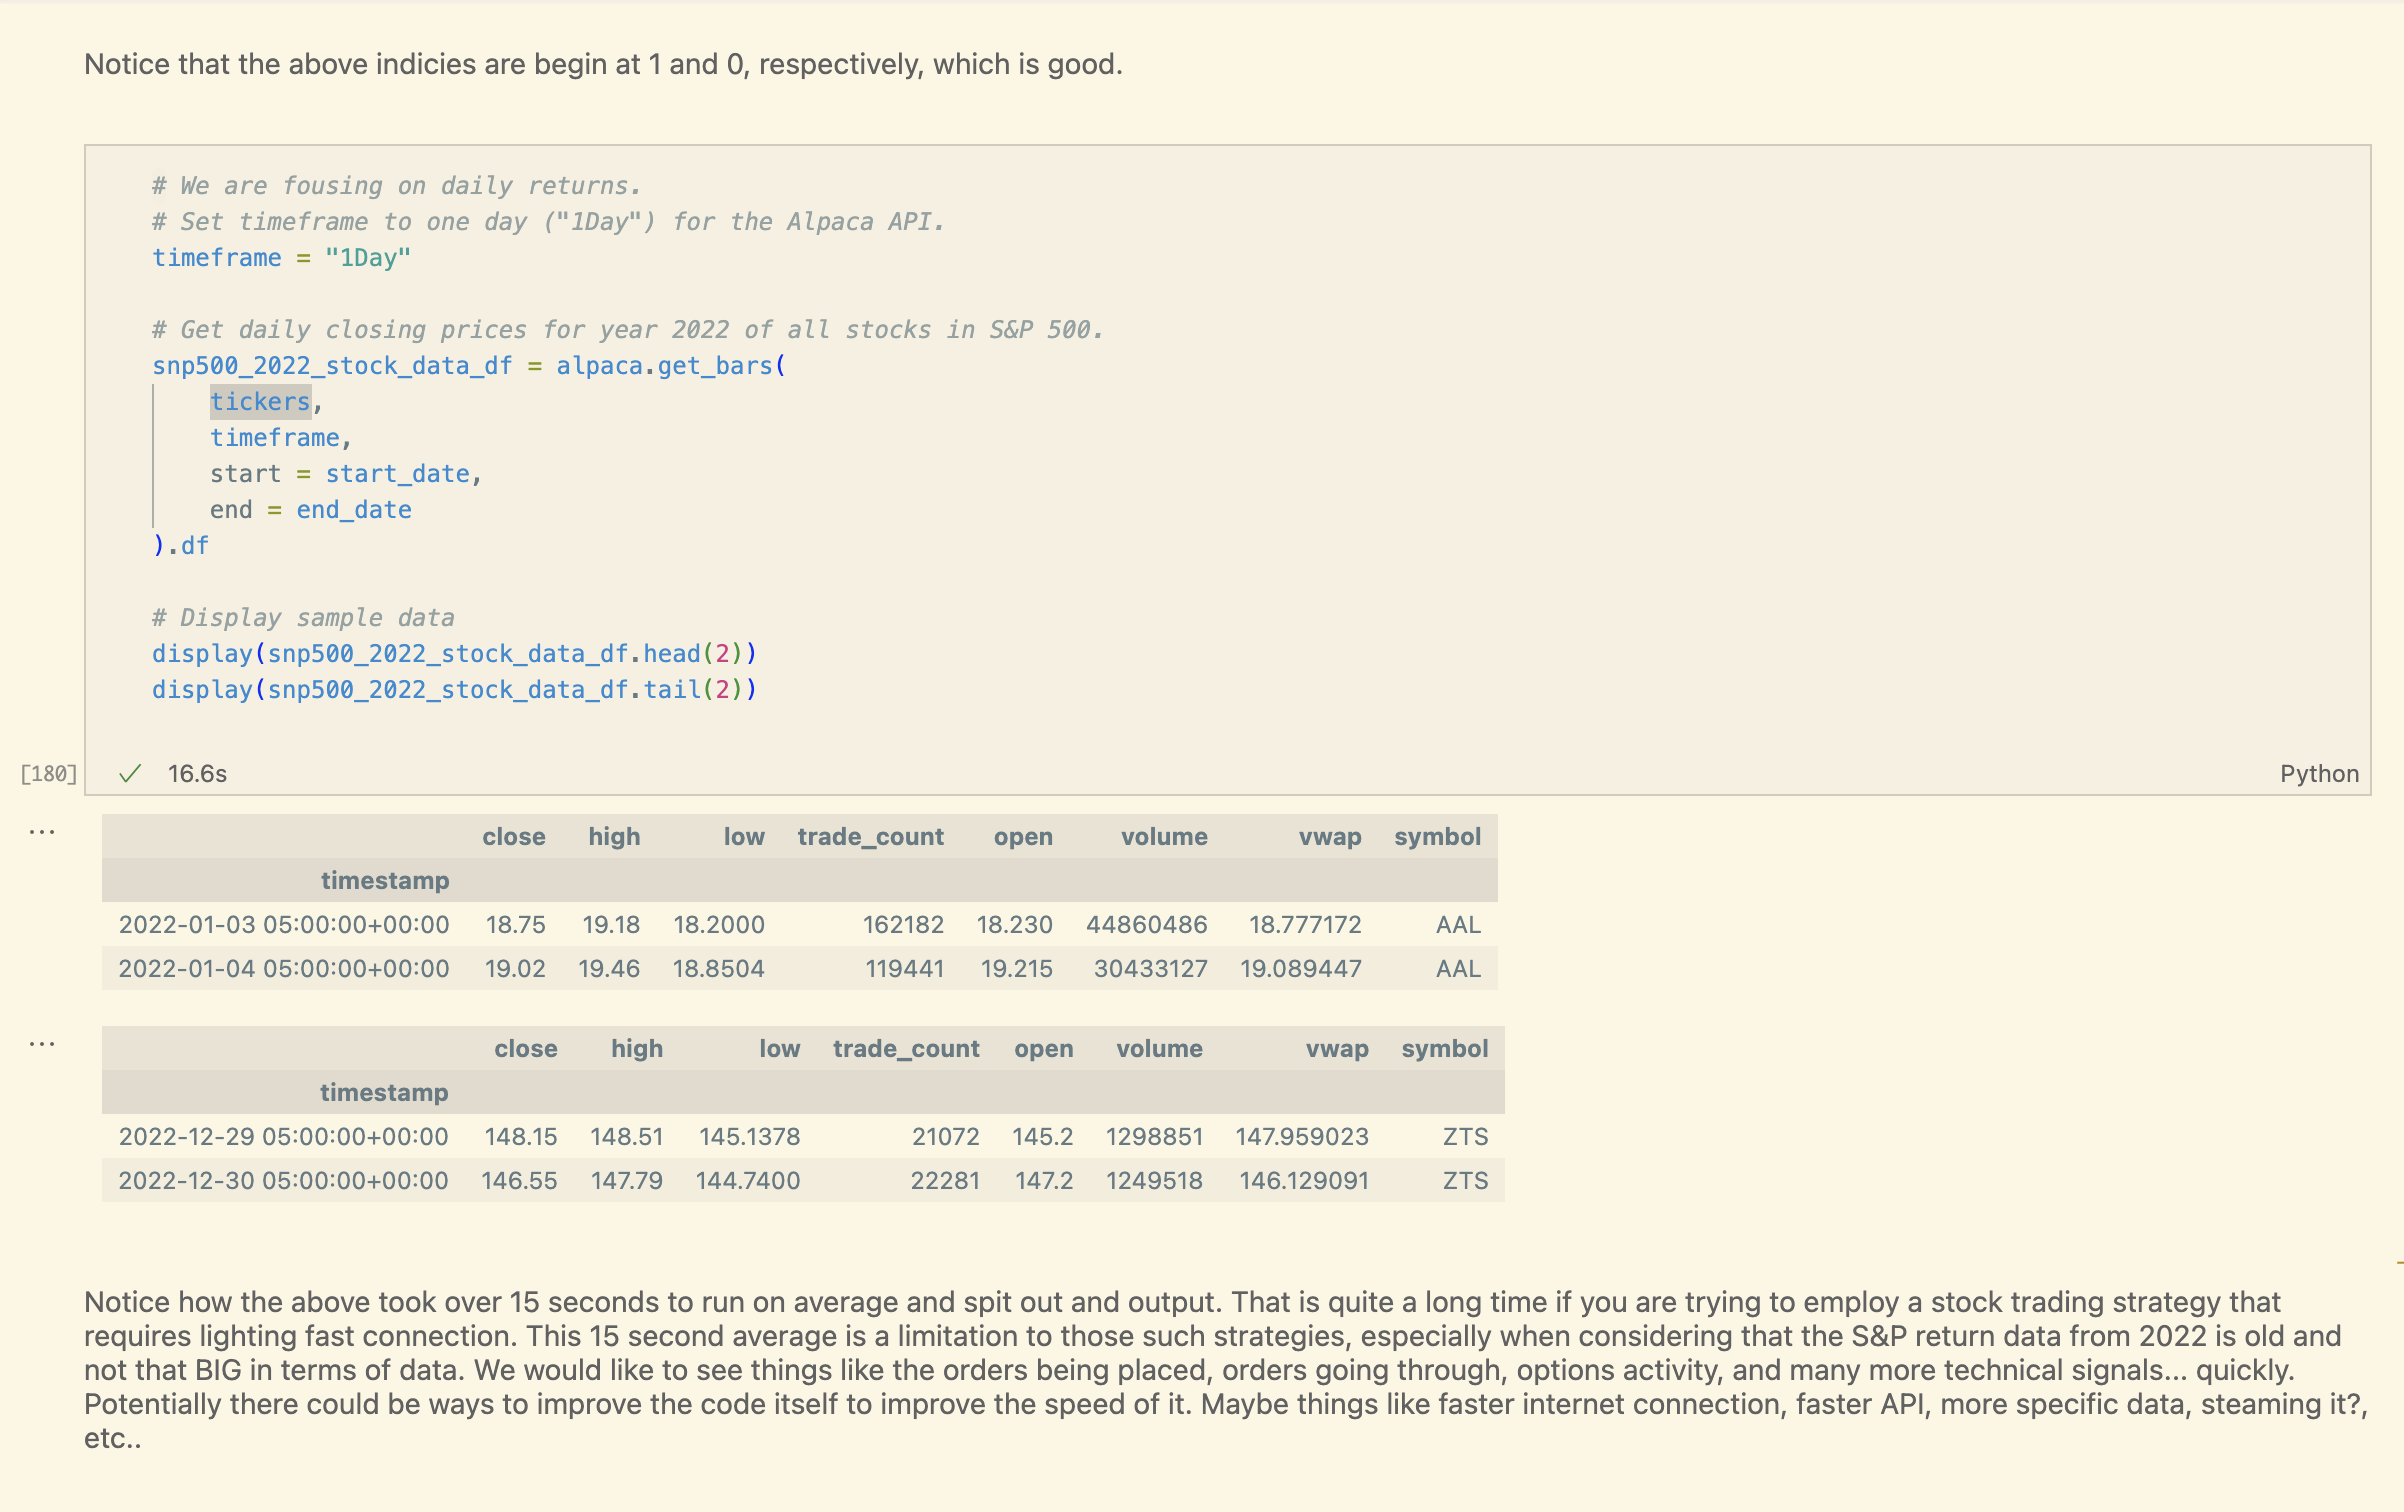 Notice that the above indicies are begin at 1 and 0, respectively, which is good.
# We are fousing on daily returns.
# Set timeframe to one day ("1Day") for the Alpaca API.
timeframe = "1Day"
# Get daily closing prices for year 2022 of all stocks in S&P 500.
snp500_2022_stock_data_df = alpaca.get_bars(
tickers,
timeframe,
start = start_date,
end = end_date
).df
# Display sample data
display(snp500_2022_stock_data_df.head(2))
display(snp500_2022_stock_data_df.tail(2))
[180] ✓ 16.6s Python
... close high low trade_count open volume vwap symbol
timestamp
2022-01-03 05:00:00+00:00 18.75 19.18 18.2000 162182 18.230 44860486 18.777172 AAL
2022-01-04 05:00:00+00:00 19.02 19.46 18.8504 119441 19.215 30433127 19.089447 AAL
... close high low trade_count open volume vwap symbol
timestamp
2022-12-29 05:00:00+00:00 148.15 148.51 145.1378 21072 145.2 1298851 147.959023 ZTS
2022-12-30 05:00:00+00:00 146.55 147.79 144.7400 22281 147.2 1249518 146.129091 ZTS
Notice how the above took over 15 seconds to run on average and spit out and output. That is quite a long time if you are trying to employ a stock trading strategy that
requires lighting fast connection. This 15 second average is a limitation to those such strategies, especially when considering that the S&P return data from 2022 is old and
not that BIG in terms of data. We would like to see things like the orders being placed, orders going through, options activity, and many more technical signals... quickly.
Potentially there could be ways to improve the code itself to improve the speed of it. Maybe things like faster internet connection, faster API, more specific data, steaming it?,
etc..